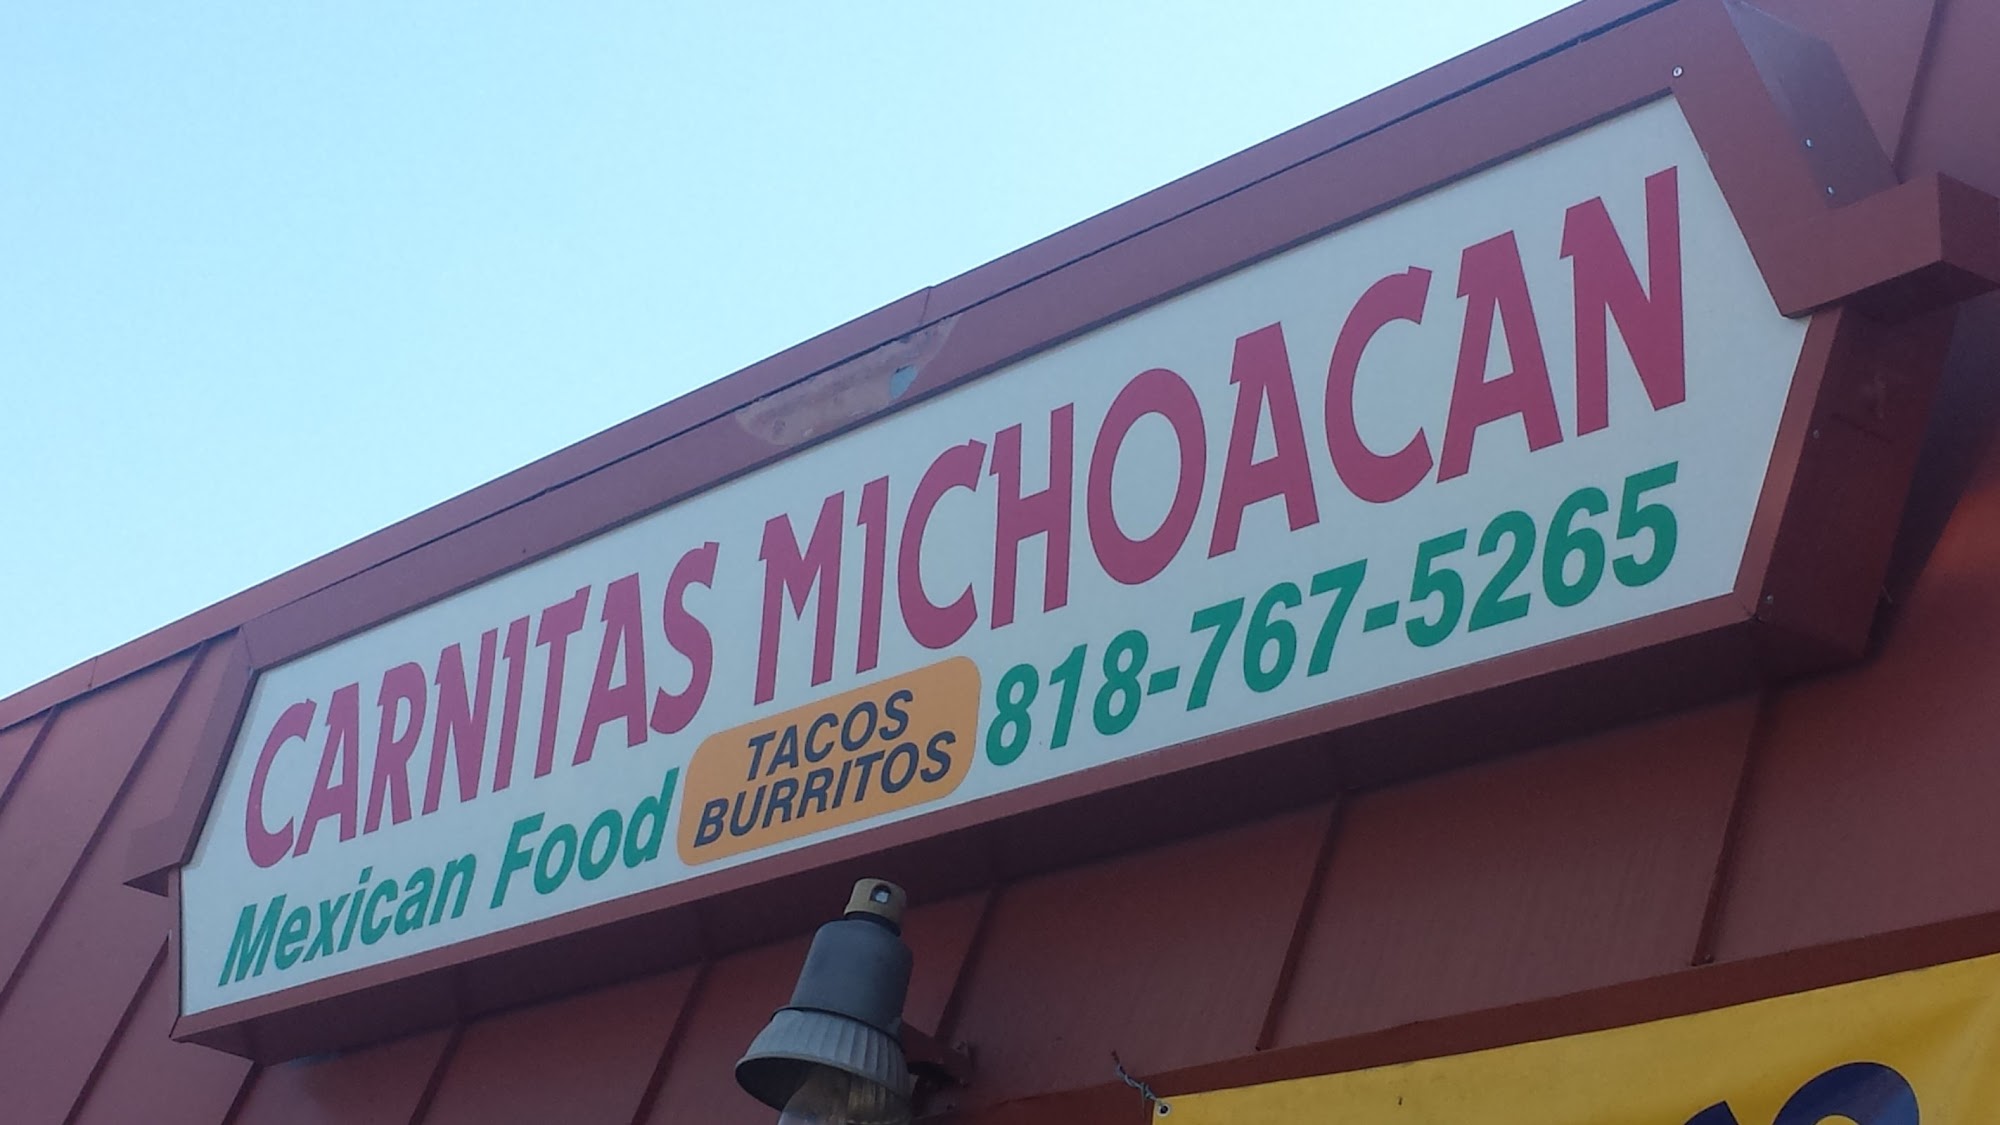 CARNITAS MICHOACAN
Mexican Food
TACOS
BURRITOS
818-767-5265